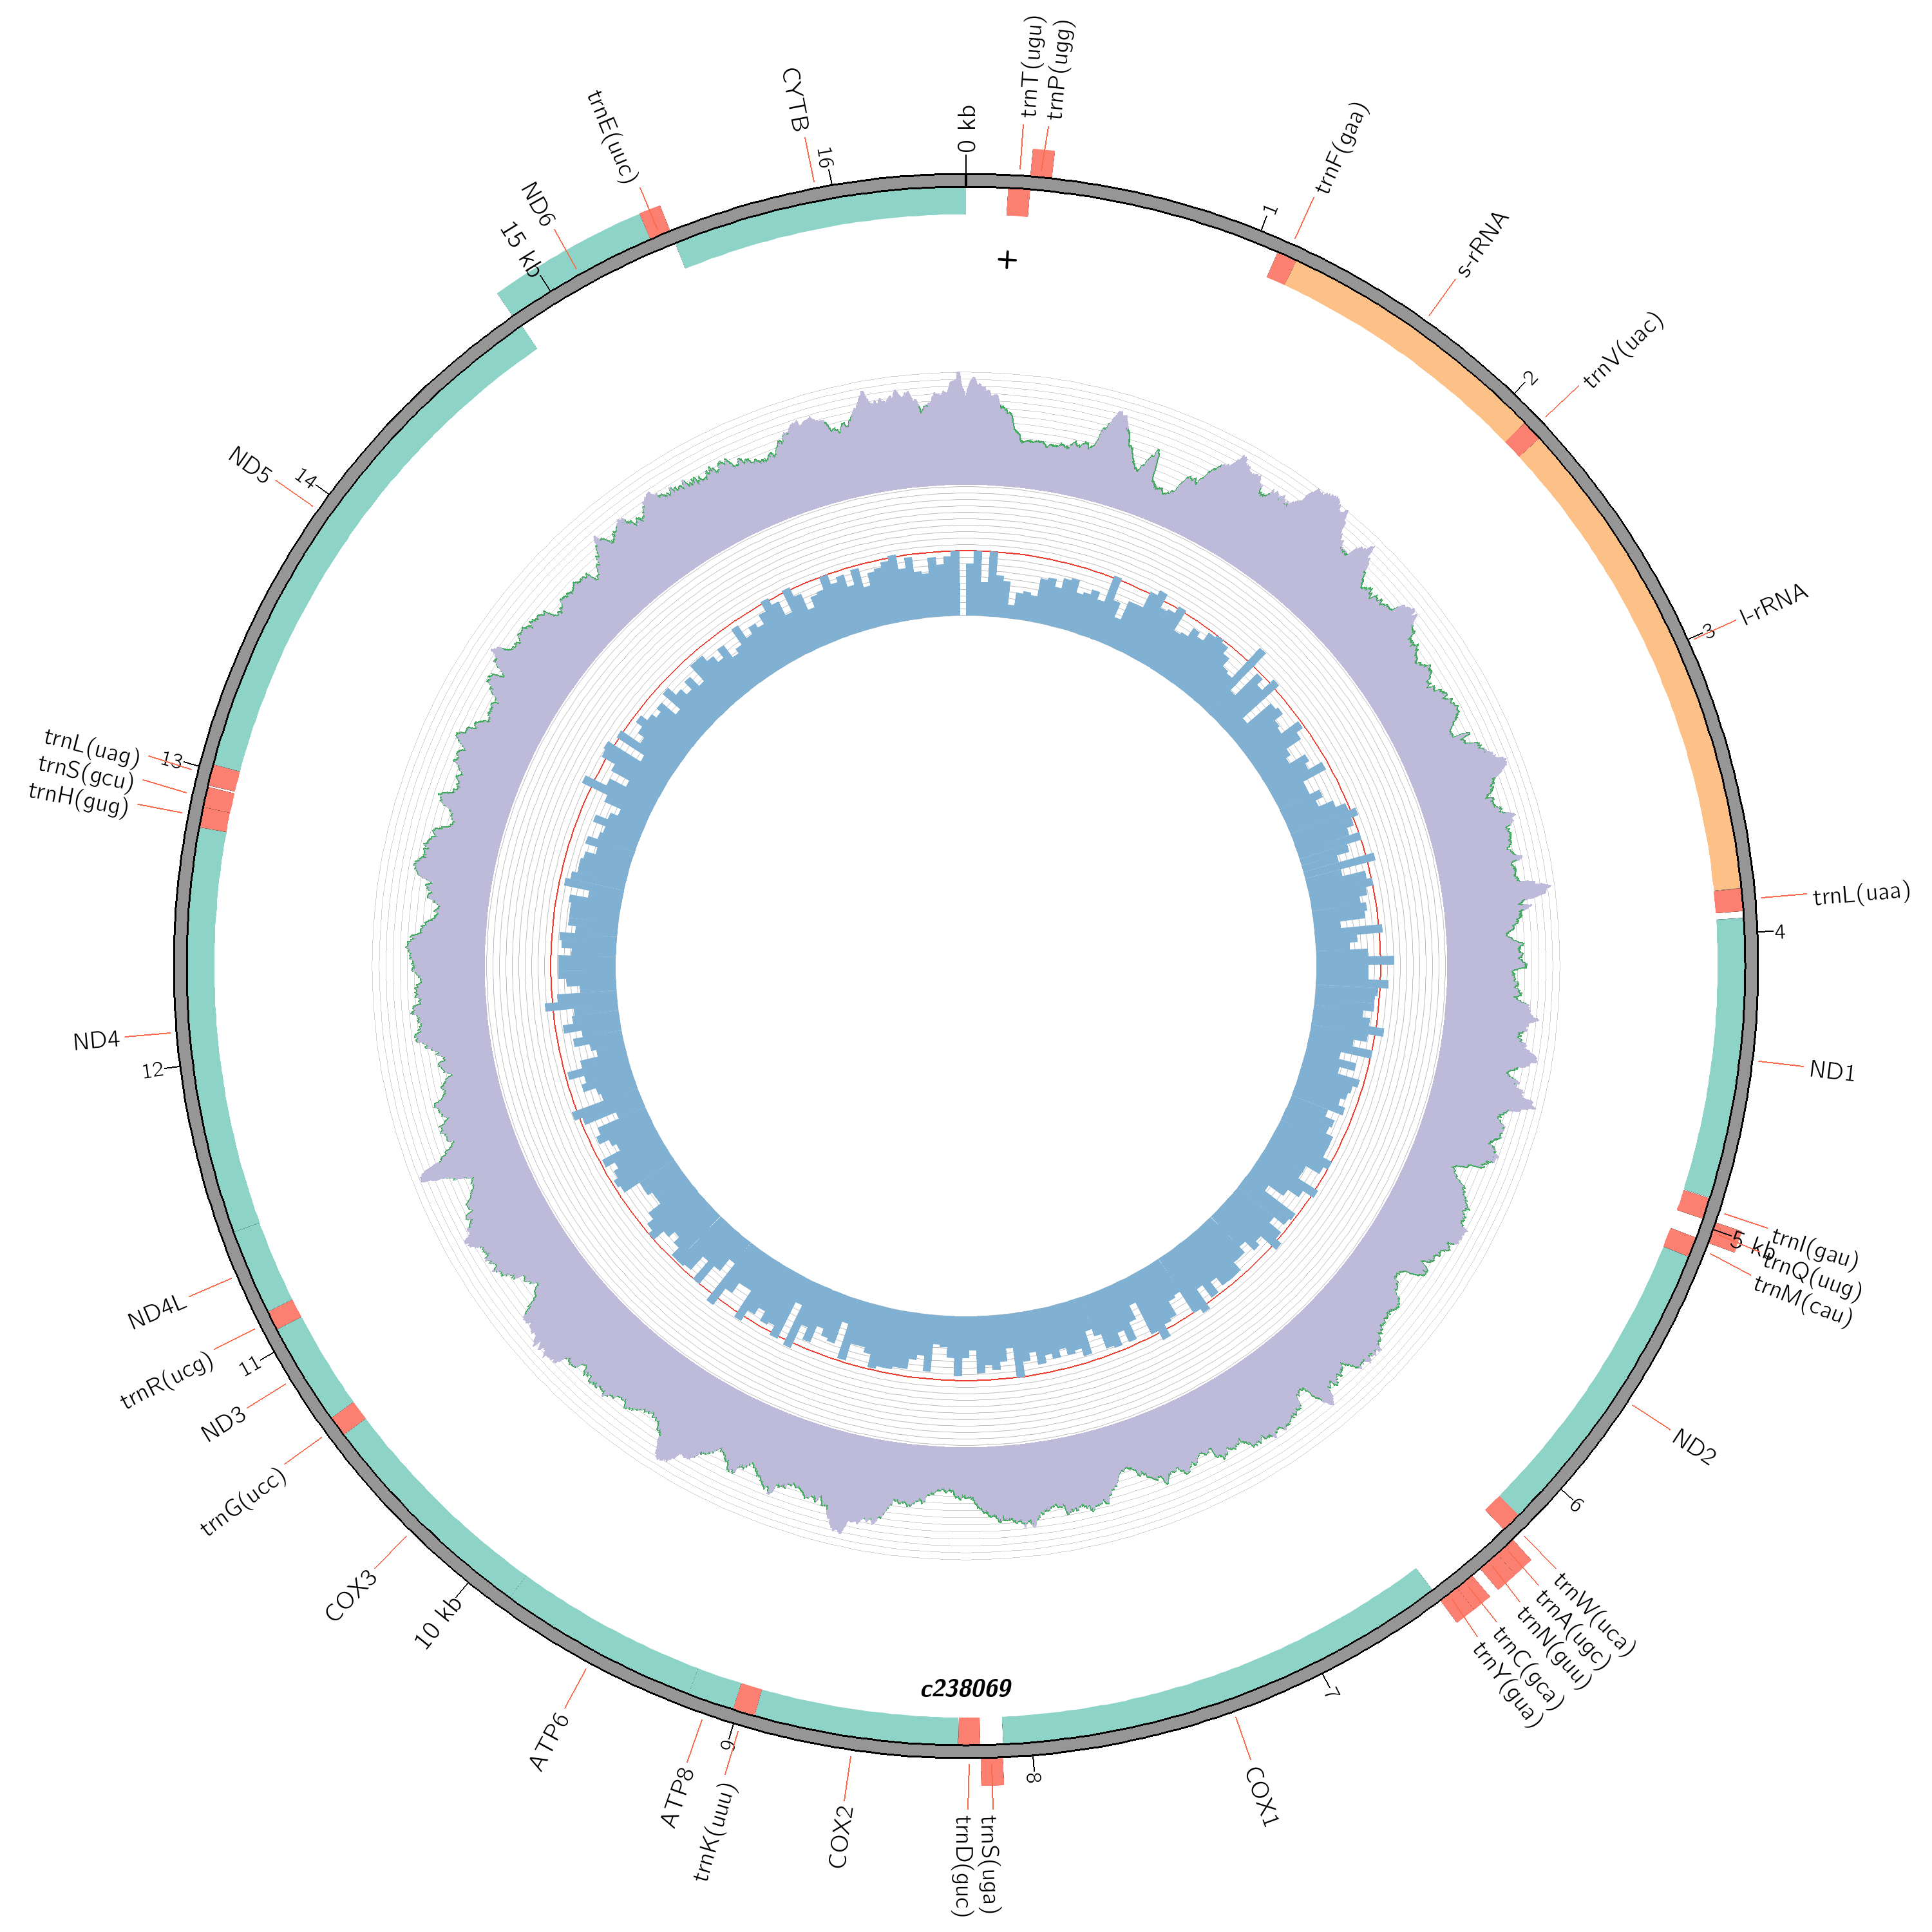 0 kb
trnT(ugu)
trnP(ugg)
+
1
trnF(gaa)
s-rRNA
2
trnV(uac)
3
l-rRNA
trnL(uaa)
4
ND1
trnI(gau)
5 kb
trnQ(uug)
trnM(cau)
ND2
6
trnW(uca)
trnA(ugc)
trnN(guu)
trnC(gca)
trnY(gua)
7
COX1
8
trnS(uga)
trnD(guc)
c238069
COX2
9
trnK(uuu)
ATP8
ATP6
10 kb
COX3
trnG(ucc)
ND3
11
trnR(ucg)
ND4L
12
ND4
trnH(gug)
trnS(gcu)
trnL(uag)
13
14
ND5
15 kb
ND6
trnE(uuc)
16
CYTB